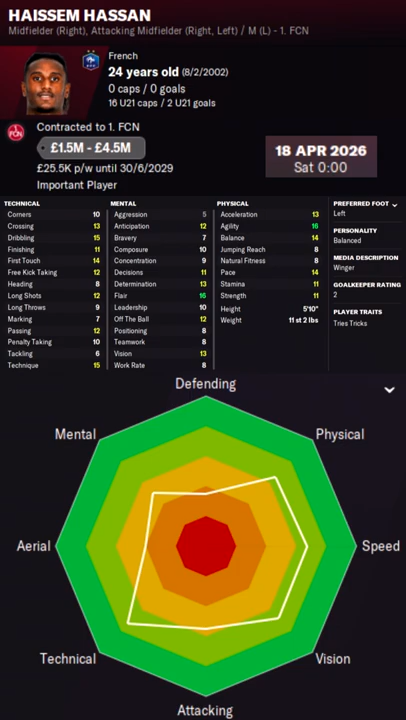 HAISSEM HASSAN
Midfielder (Right), Attacking Midfielder (Right, Left) / M (L) - 1. FCN
French
24 years old (8/2/2002)
0 caps / 0 goals
16 U21 caps / 2 U21 goals
Contracted to 1. FCN
£1.5M - £4.5M
£25.5K p/w until 30/6/2029
Important Player
18 APR 2026
Sat 0:00
TECHNICAL
Corners 10
Crossing 13
Dribbling 15
Finishing 11
First Touch 14
Free Kick Taking 12
Heading 8
Long Shots 12
Long Throws 9
Marking 7
Passing 12
Penalty Taking 10
Tackling 6
Technique 15
MENTAL
Aggression 5
Anticipation 12
Bravery 7
Composure 10
Concentration 9
Decisions 11
Determination 13
Flair 16
Leadership 10
Off The Ball 12
Positioning 8
Teamwork 8
Vision 13
Work Rate 8
PHYSICAL
Acceleration 13
Agility 16
Balance 14
Jumping Reach 8
Natural Fitness 8
Pace 14
Stamina 11
Strength 11
Height 5'10"
Weight 11 st 2 lbs
PREFERRED FOOT
Left
PERSONALITY
Balanced
MEDIA DESCRIPTION
Winger
GOALKEEPER RATING
2
PLAYER TRAITS
Tries Tricks
Defending
Mental
Physical
Aerial
Speed
Technical
Vision
Attacking